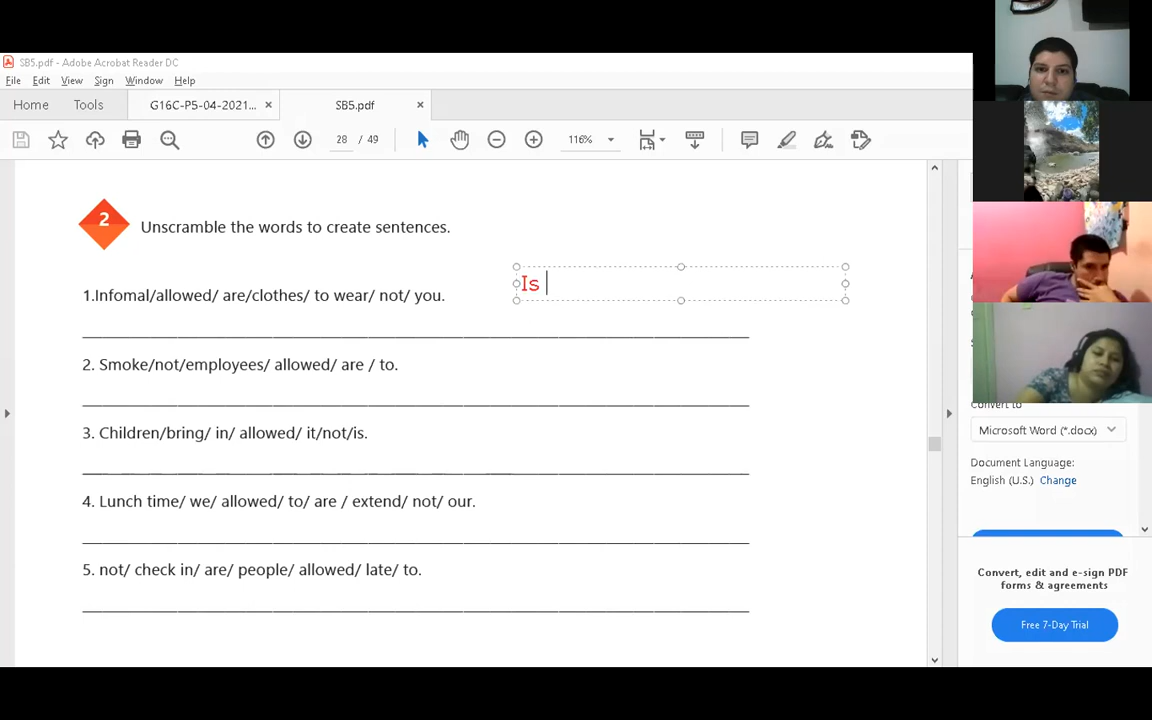 SB5.pdf - Adobe Acrobat Reader DC
File Edit View Sign Window Help
Home Tools G16C-P5-04-2021... × SB5.pdf ×
28 / 49 116%
2 Unscramble the words to create sentences.
Is
1.Infomal/allowed/ are/clothes/ to wear/ not/ you.
2. Smoke/not/employees/ allowed/ are / to.
3. Children/bring/ in/ allowed/ it/not/is.
4. Lunch time/ we/ allowed/ to/ are / extend/ not/ our.
5. not/ check in/ are/ people/ allowed/ late/ to.
Convert to
Microsoft Word (*.docx)
Document Language:
English (U.S.) Change
Convert, edit and e-sign PDF
forms & agreements
Free 7-Day Trial